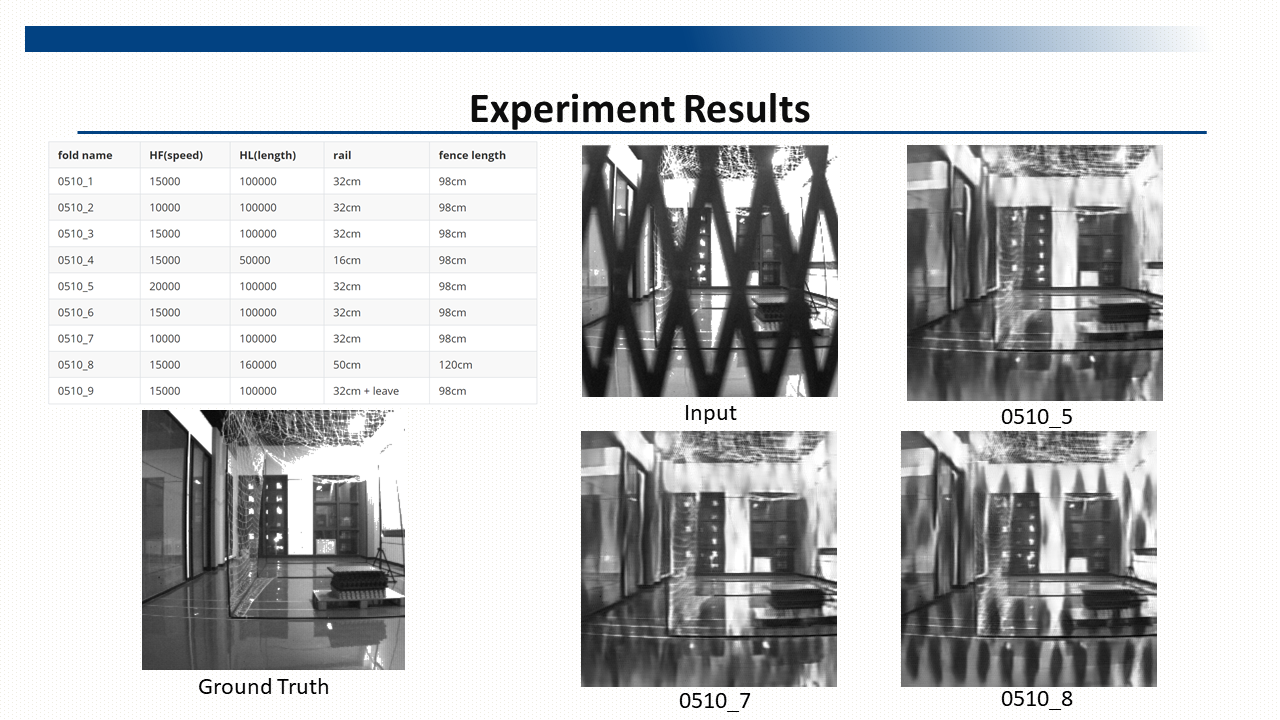 Experiment Results
fold name HF(speed) HL(length) rail fence length
0510_1 15000 100000 32cm 98cm
0510_2 10000 100000 32cm 98cm
0510_3 15000 100000 32cm 98cm
0510_4 15000 50000 16cm 98cm
0510_5 20000 100000 32cm 98cm
0510_6 15000 100000 32cm 98cm
0510_7 10000 100000 32cm 98cm
0510_8 15000 160000 50cm 120cm
0510_9 15000 100000 32cm + leave 98cm
Input
0510_5
Ground Truth
0510_7
0510_8